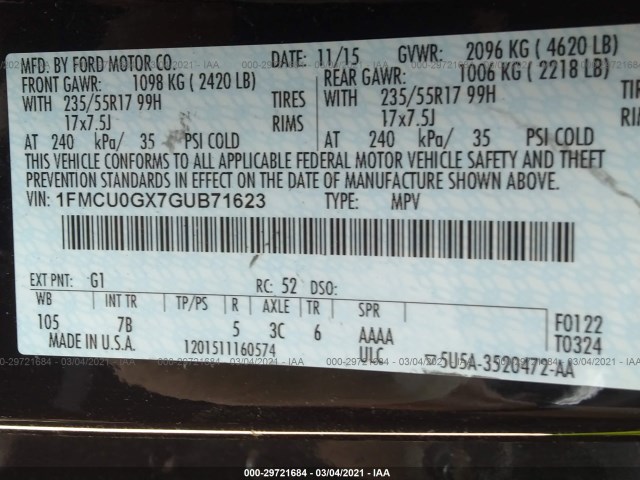 MFD. BY FORD MOTOR CO. DATE: 11/15 GVWR: 2096 KG ( 4620 LB)
FRONT GAWR: 1098 KG ( 2420 LB) REAR GAWR: 1006 KG ( 2218 LB)
WITH 235/55R17 99H TIRES WITH 235/55R17 99H TIRES
17x7.5J RIMS 17x7.5J RIMS
AT 240 kPa/ 35 PSI COLD AT 240 kPa/ 35 PSI COLD
THIS VEHICLE CONFORMS TO ALL APPLICABLE FEDERAL MOTOR VEHICLE SAFETY AND THEFT
PREVENTION STANDARDS IN EFFECT ON THE DATE OF MANUFACTURE SHOWN ABOVE.
VIN: 1FMCU0GX7GUB71623 TYPE: MPV
EXT PNT: G1 RC: 52 DSO:
WB INT TR TP/PS R AXLE TR SPR
105 7B 5 3C 6 AAAA F0122
MADE IN U.S.A. 1201511160574 ULC 5U5A-3520472-AA T0324
000-29721684 - 03/04/2021 - IAA